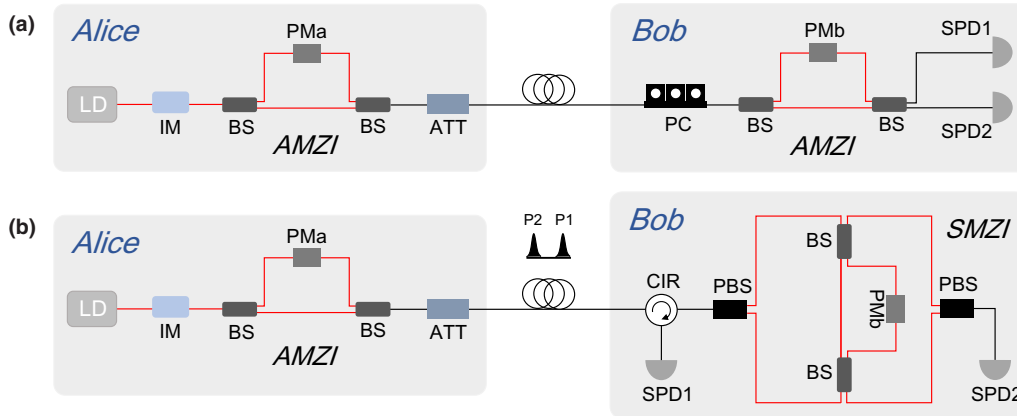 (a)
Alice
PMa
LD
IM
BS
BS
ATT
AMZI
Bob
PMb
SPD1
PC
BS
BS
SPD2
AMZI
(b)
Alice
PMa
LD
IM
BS
BS
ATT
AMZI
P2 P1
Bob
SMZI
CIR
PBS
BS
PMb
PBS
BS
SPD1
SPD2